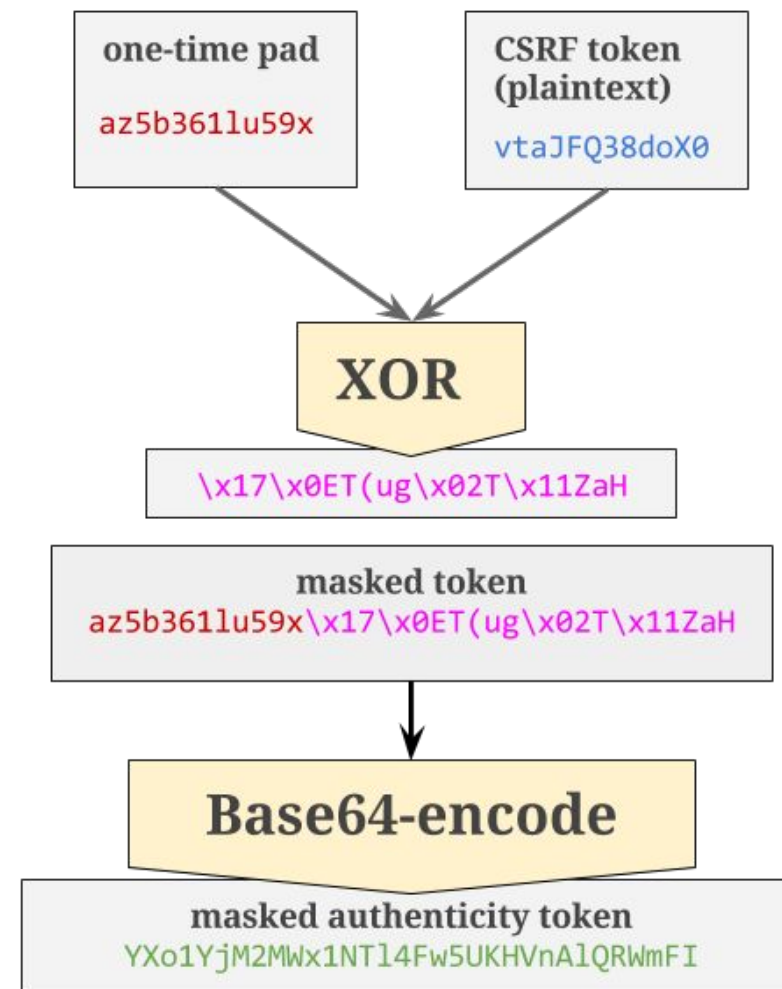 one-time pad
az5b361lu59x
CSRF token
(plaintext)
vtaJFQ38doX0
XOR
\x17\x0ET(ug\x02T\x11ZaH
masked token
az5b361lu59x\x17\x0ET(ug\x02T\x11ZaH
Base64-encode
masked authenticity token
YXo1YjM2MWx1NTl4Fw5UKHVnAlQRWmFI